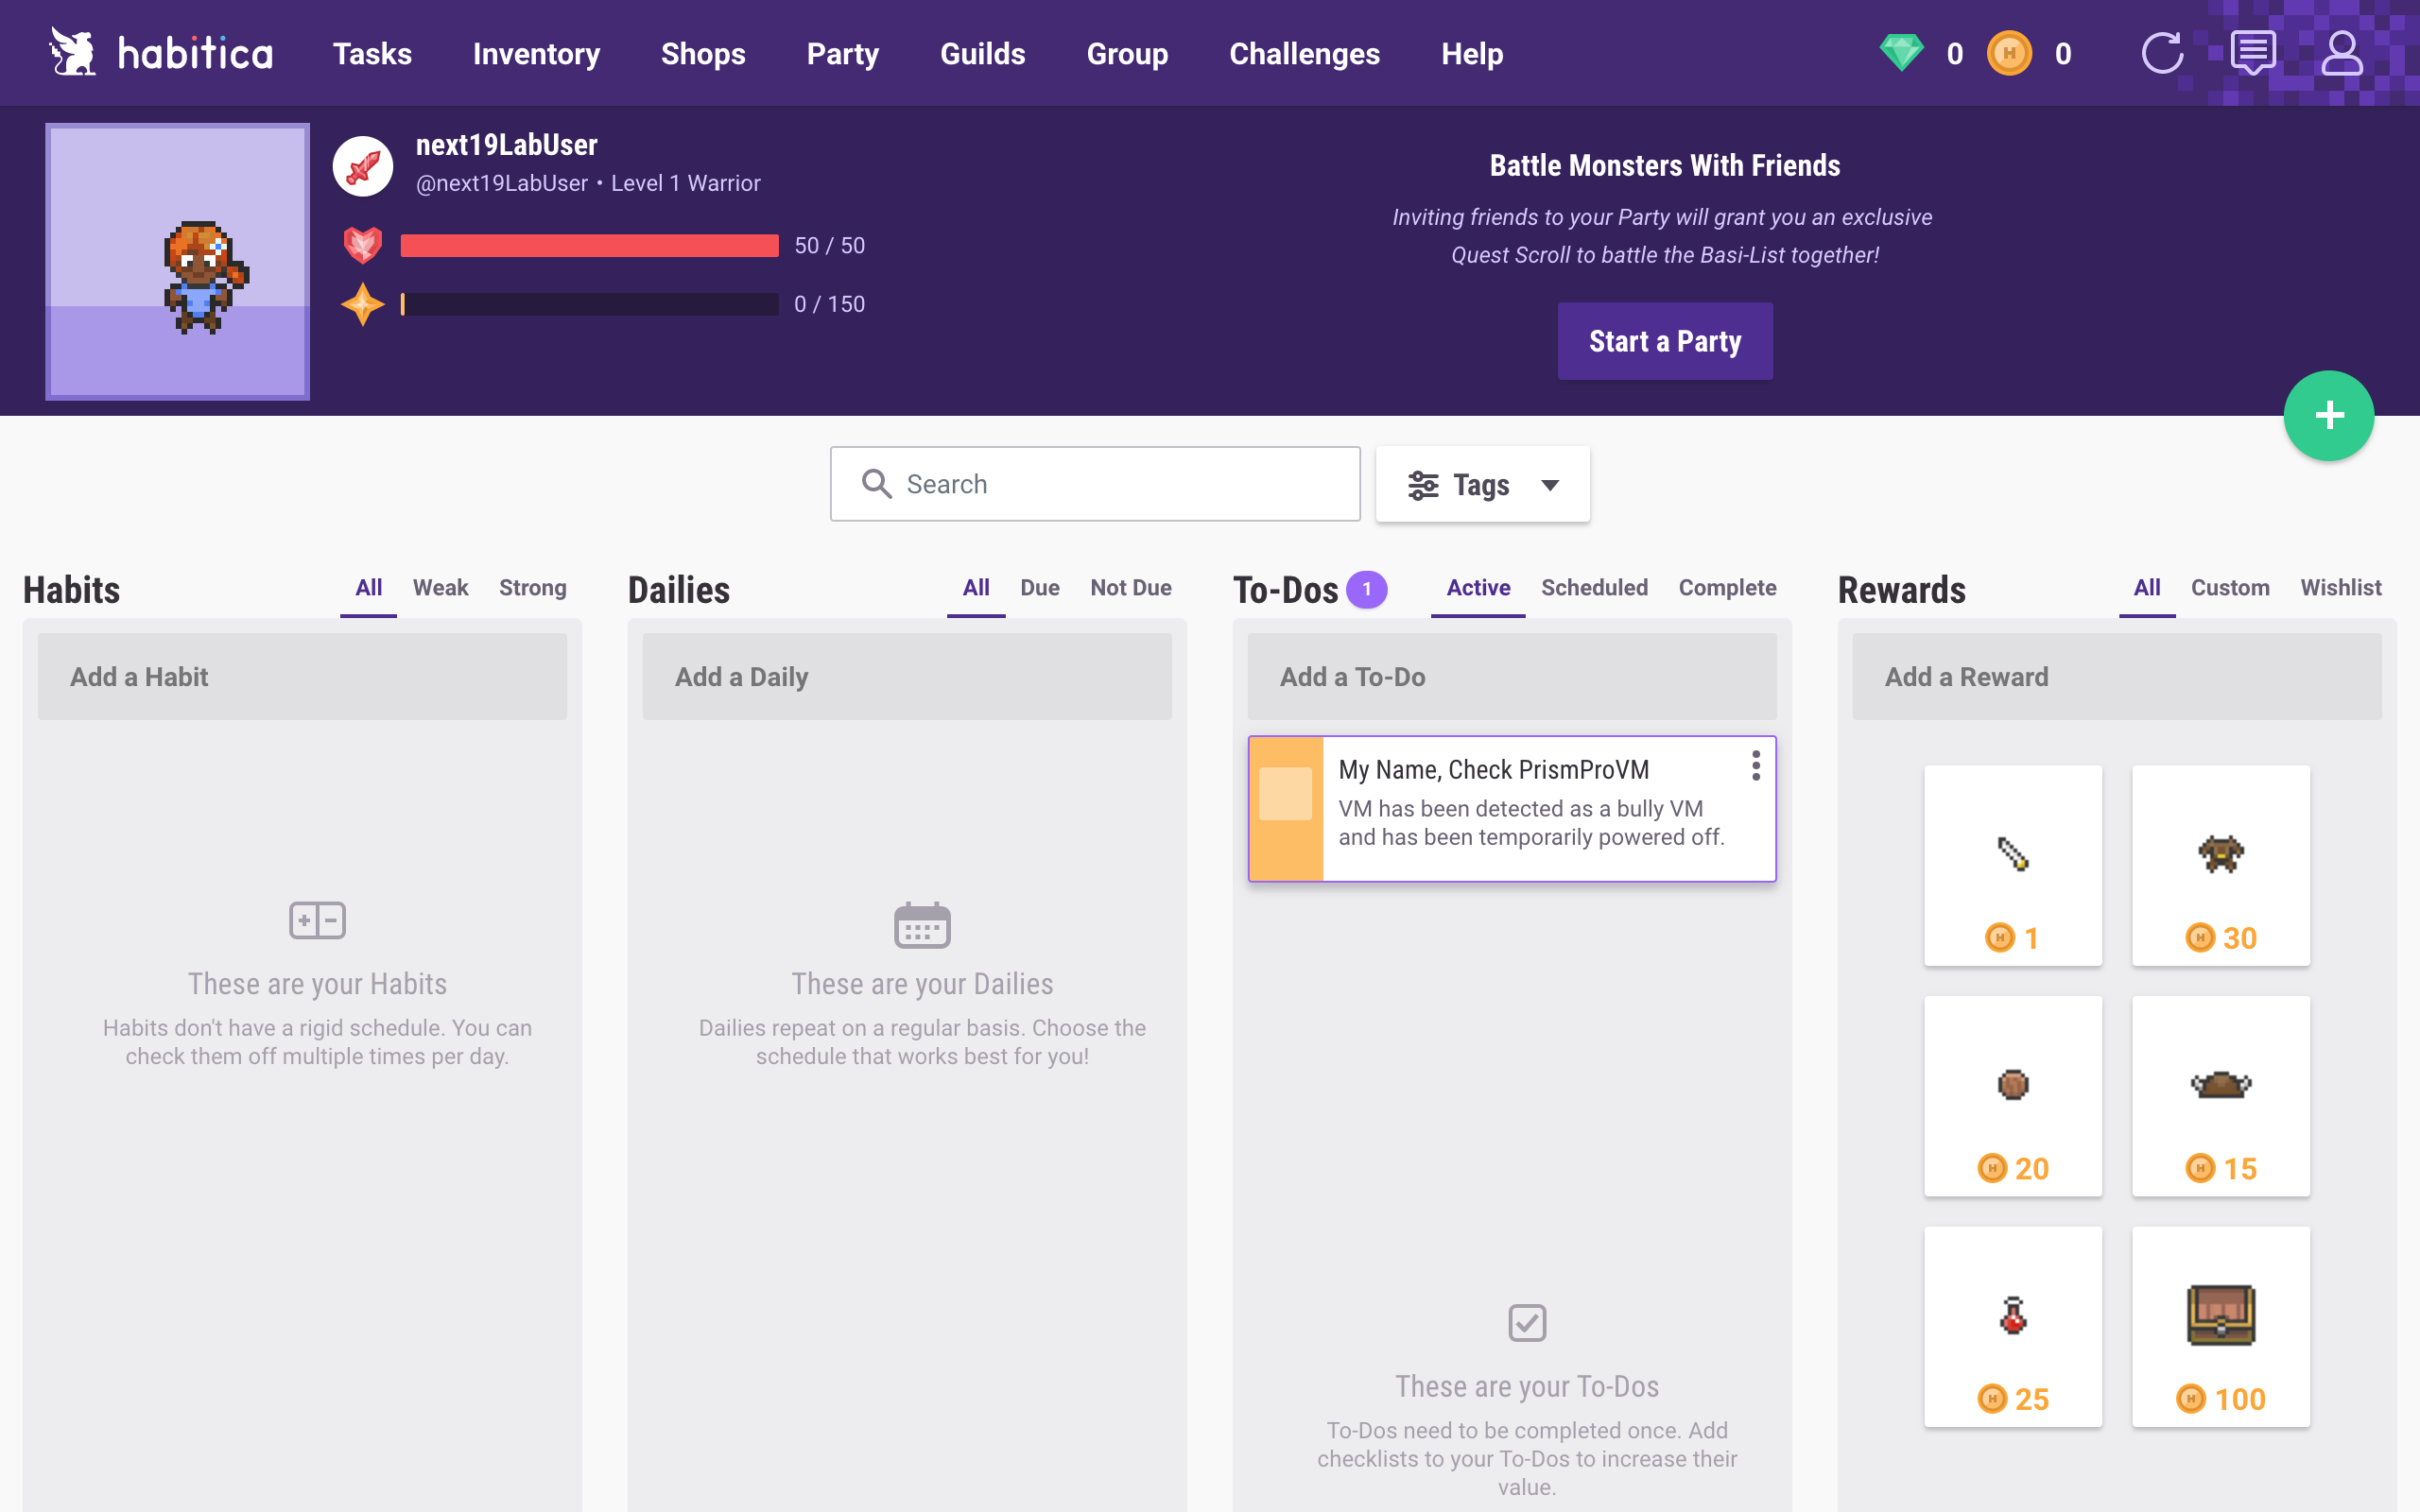 habitica Tasks Inventory Shops Party Guilds Group Challenges Help 0 0
next19LabUser
@next19LabUser • Level 1 Warrior
50 / 50
0 / 150
Battle Monsters With Friends
Inviting friends to your Party will grant you an exclusive
Quest Scroll to battle the Basi-List together!
Start a Party
Search
Tags
Habits All Weak Strong
Add a Habit
These are your Habits
Habits don't have a rigid schedule. You can
check them off multiple times per day.
Dailies All Due Not Due
Add a Daily
These are your Dailies
Dailies repeat on a regular basis. Choose the
schedule that works best for you!
To-Dos 1 Active Scheduled Complete
Add a To-Do
My Name, Check PrismProVM
VM has been detected as a bully VM
and has been temporarily powered off.
These are your To-Dos
To-Dos need to be completed once. Add
checklists to your To-Dos to increase their
value.
Rewards All Custom Wishlist
Add a Reward
H 1 H 30
H 20 H 15
H 25 H 100